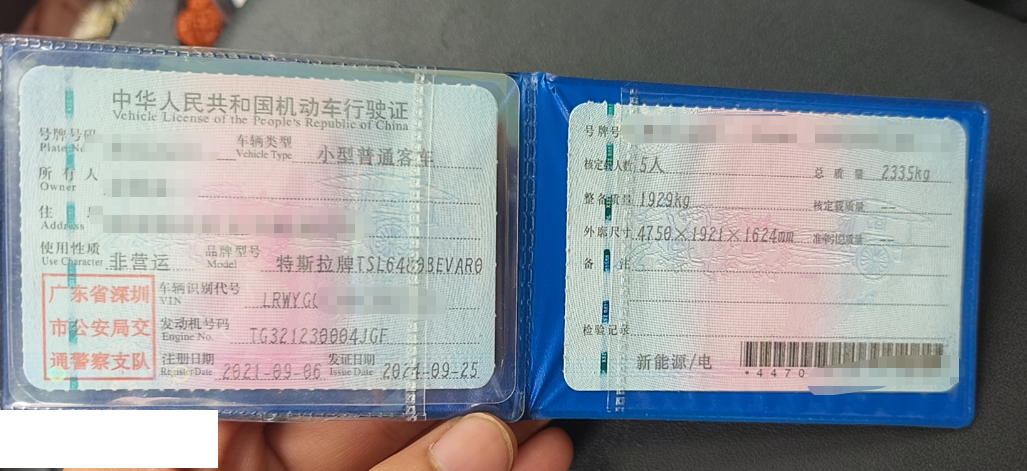 中华人民共和国机动车行驶证
Vehicle License of the People's Republic of China
号牌号码
Plate No.
车辆类型
Vehicle Type
小型普通客车
所有人
Owner
住
Address
使用性质
Use Character
非营运
品牌型号
Model
特斯拉牌TSL6480BEVAR0
广东省深圳
市公安局交
通警察支队
车辆识别代号
VIN
LRWYG
发动机号码
Engine No.
TG321230004JGF
注册日期
Register Date
2021-09-06
发证日期
Issue Date
2021-09-25
号牌号
核定载人数
5人
总质量
2335kg
整备质量
1929kg
核定载质量
--
外廓尺寸
4750×1921×1624mm
准牵引总质量
--
备注
检验记录
新能源/电
*4470